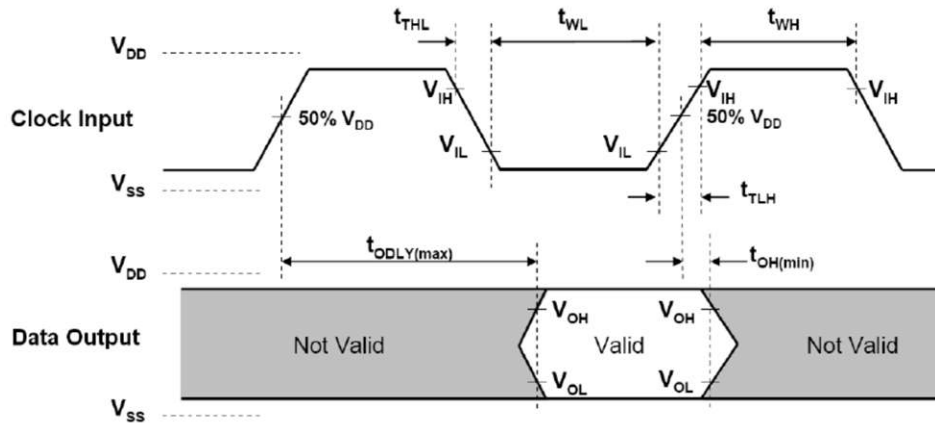 tTHL tWL tWH
VDD
VIH VIH VIH
Clock Input 50% VDD 50% VDD
VIL VIL
VSS
tTLH
tODLY(max) tOH(min)
VDD
VOH VOH
Data Output Not Valid Valid Not Valid
VOL VOL
VSS